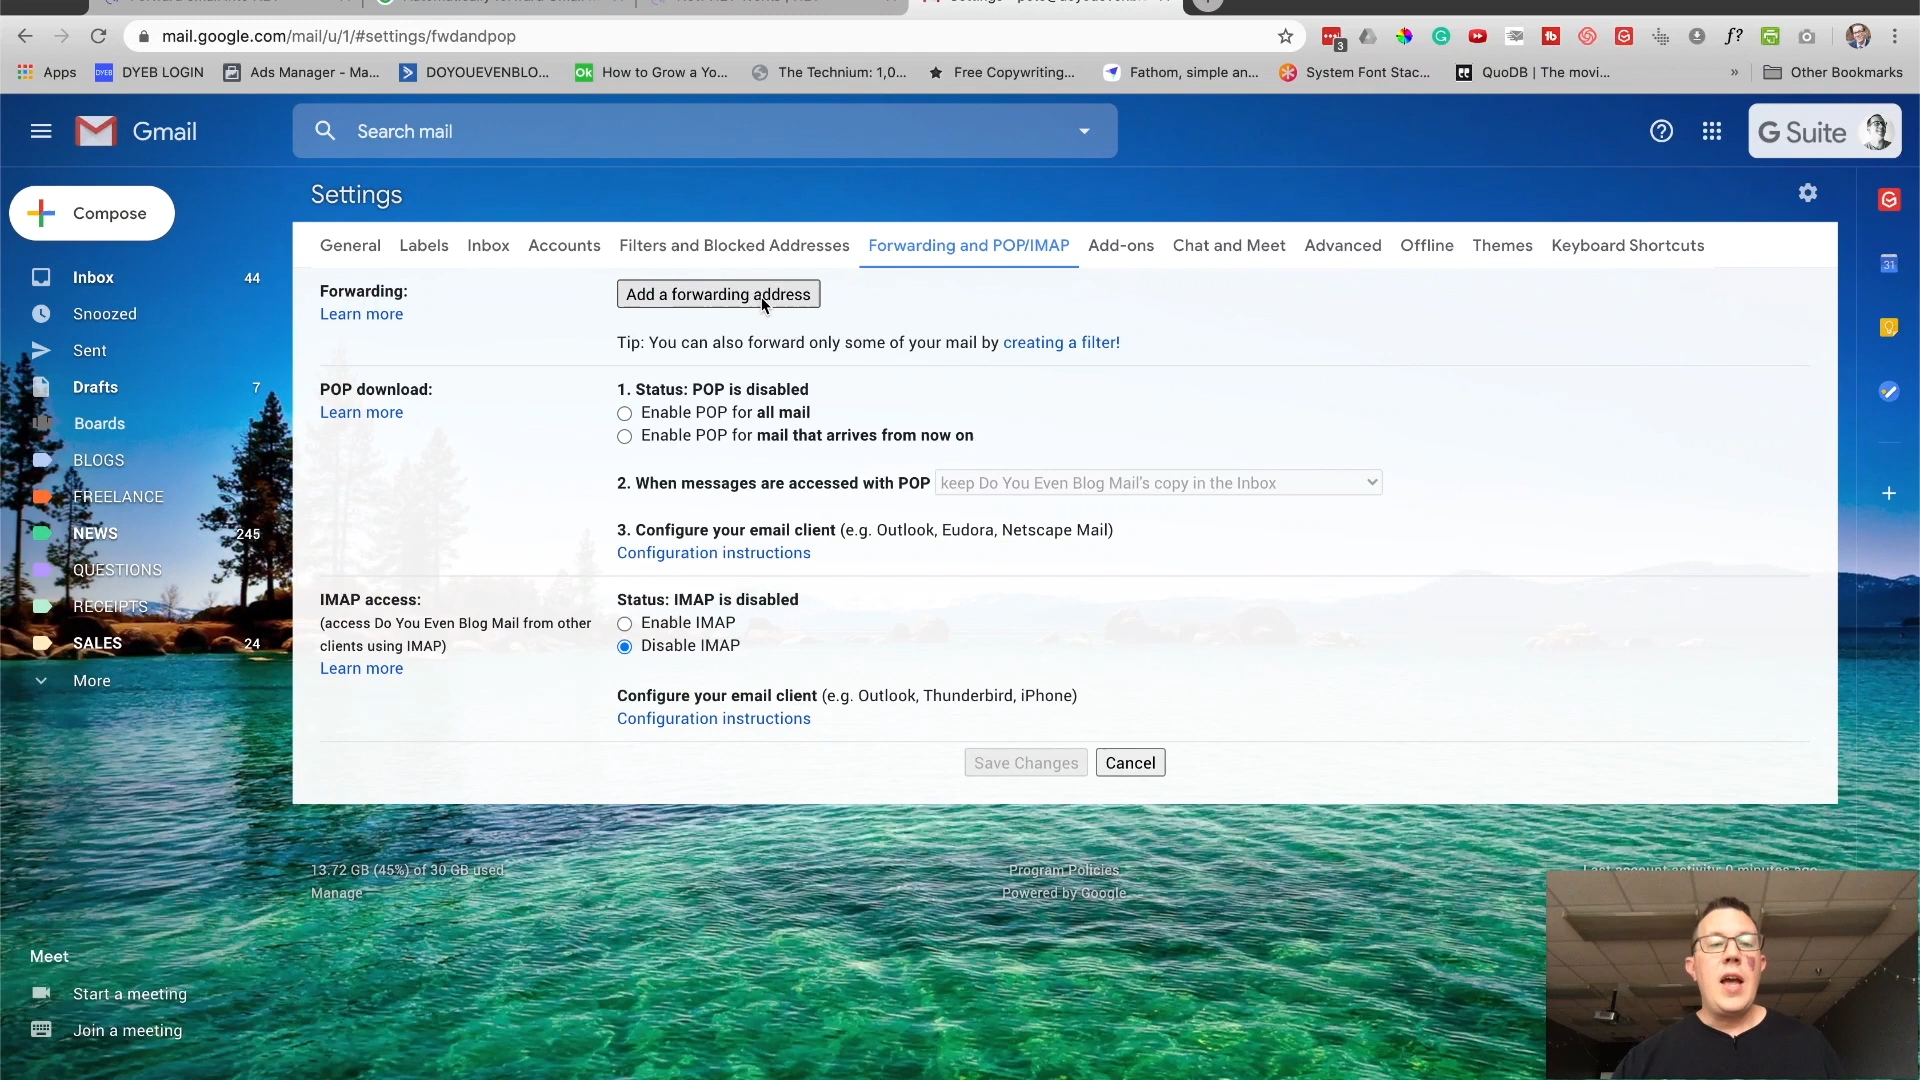 mail.google.com/mail/u/1/#settings/fwdandpop
3
f?
Apps
DYEB
DYEB LOGIN
Ads Manager - Ma...
DOYOUEVENBLO...
Ok
How to Grow a Yo...
The Technium: 1,0...
Free Copywriting...
Fathom, simple an...
System Font Stac...
QuoDB | The movi...
»
Other Bookmarks
Gmail
Search mail
G Suite
Compose
Settings
General
Labels
Inbox
Accounts
Filters and Blocked Addresses
Forwarding and POP/IMAP
Add-ons
Chat and Meet
Advanced
Offline
Themes
Keyboard Shortcuts
Inbox 44
Snoozed
Sent
Drafts 7
Boards
BLOGS
FREELANCE
NEWS 245
QUESTIONS
RECEIPTS
SALES 24
More
Forwarding:
Learn more
Add a forwarding address
Tip: You can also forward only some of your mail by creating a filter!
POP download:
Learn more
1. Status: POP is disabled
Enable POP for all mail
Enable POP for mail that arrives from now on
2. When messages are accessed with POP keep Do You Even Blog Mail's copy in the Inbox
3. Configure your email client (e.g. Outlook, Eudora, Netscape Mail)
Configuration instructions
IMAP access:
(access Do You Even Blog Mail from other
clients using IMAP)
Learn more
Status: IMAP is disabled
Enable IMAP
Disable IMAP
Configure your email client (e.g. Outlook, Thunderbird, iPhone)
Configuration instructions
Save Changes
Cancel
13.72 GB (45%) of 30 GB used
Manage
Program Policies
Powered by Google
Last account activity: 0 minutes ago
Meet
Start a meeting
Join a meeting
31